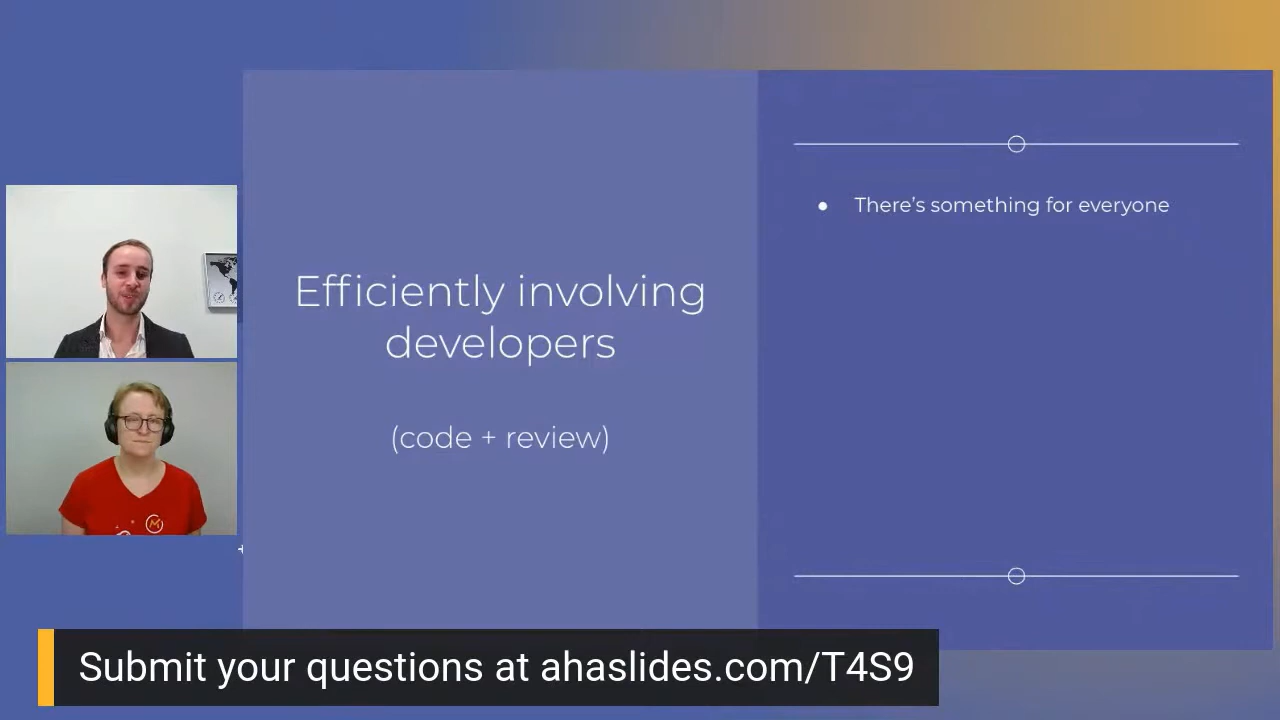 Efficiently involving
developers
(code + review)
● There's something for everyone
Submit your questions at ahaslides.com/T4S9